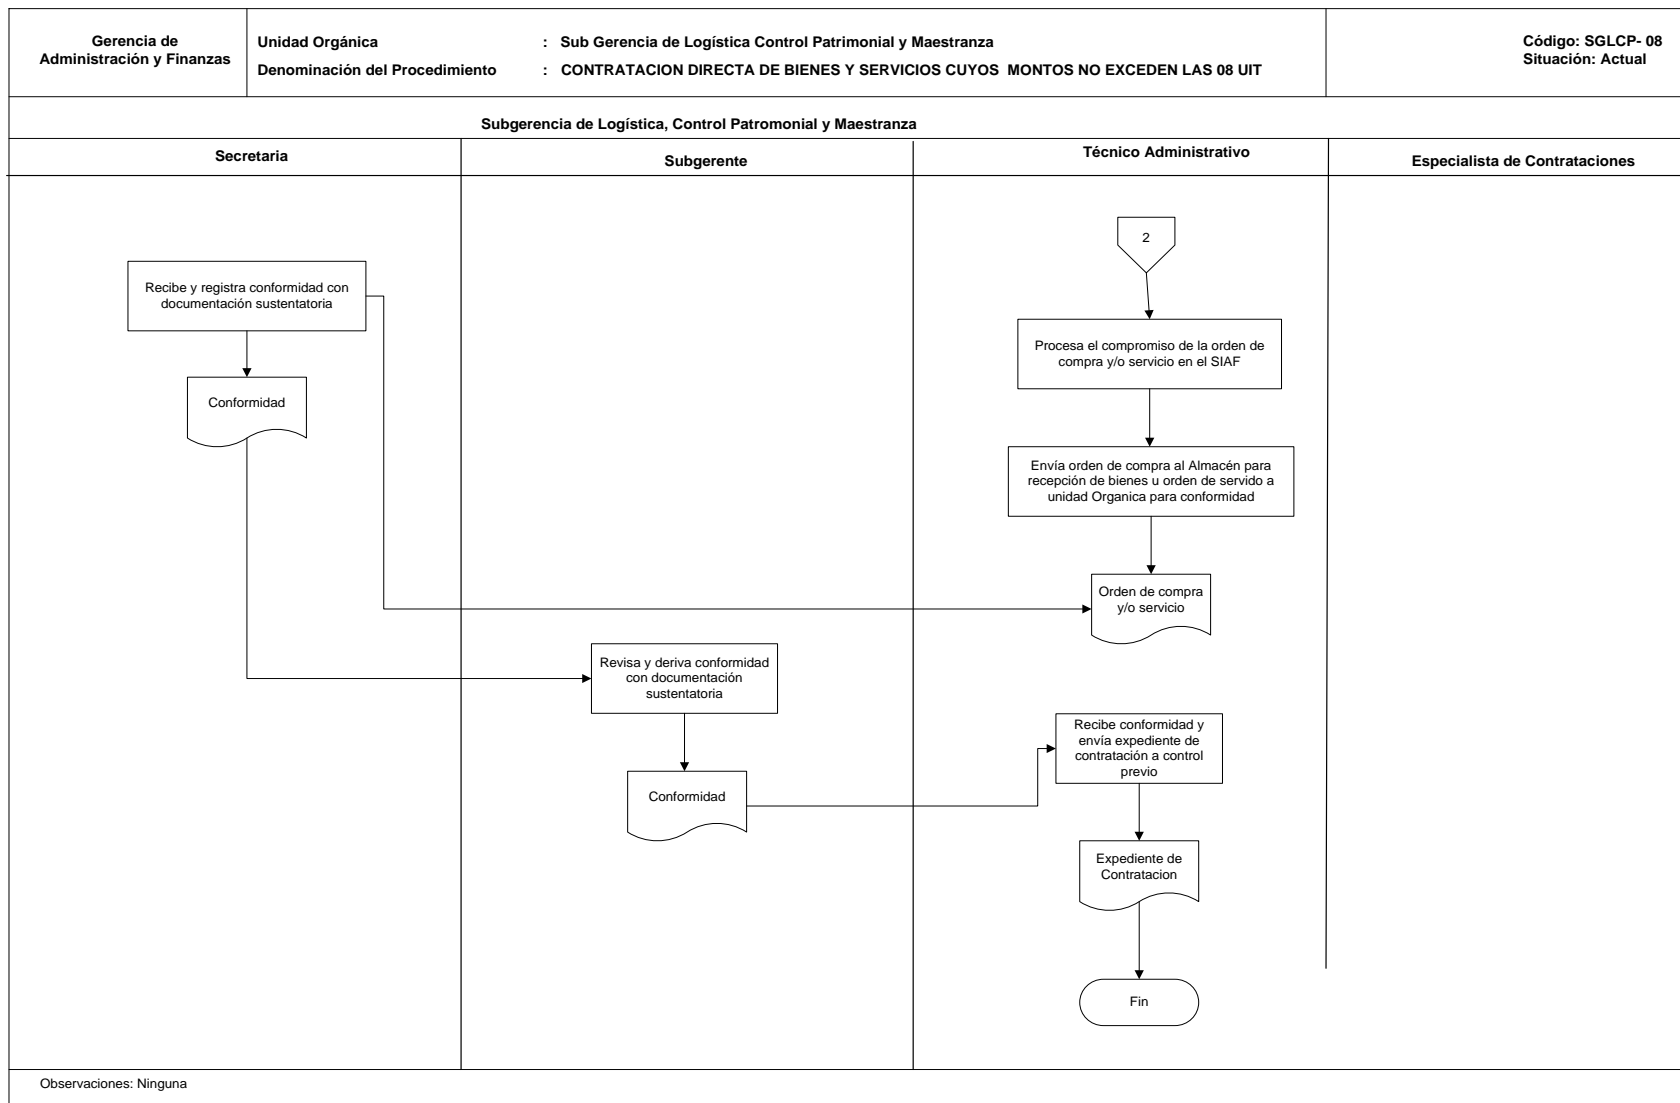 Gerencia de
Administración y Finanzas
Unidad Orgánica : Sub Gerencia de Logística Control Patrimonial y Maestranza
Denominación del Procedimiento : CONTRATACION DIRECTA DE BIENES Y SERVICIOS CUYOS MONTOS NO EXCEDEN LAS 08 UIT
Código: SGLCP- 08
Situación: Actual
Subgerencia de Logística, Control Patromonial y Maestranza
Secretaria
Subgerente
Técnico Administrativo
Especialista de Contrataciones
2
Recibe y registra conformidad con
documentación sustentatoria
Procesa el compromiso de la orden de
compra y/o servicio en el SIAF
Conformidad
Envía orden de compra al Almacén para
recepción de bienes u orden de servido a
unidad Organica para conformidad
Orden de compra
y/o servicio
Revisa y deriva conformidad
con documentación
sustentatoria
Recibe conformidad y
envía expediente de
contratación a control
previo
Conformidad
Expediente de
Contratacion
Fin
Observaciones: Ninguna